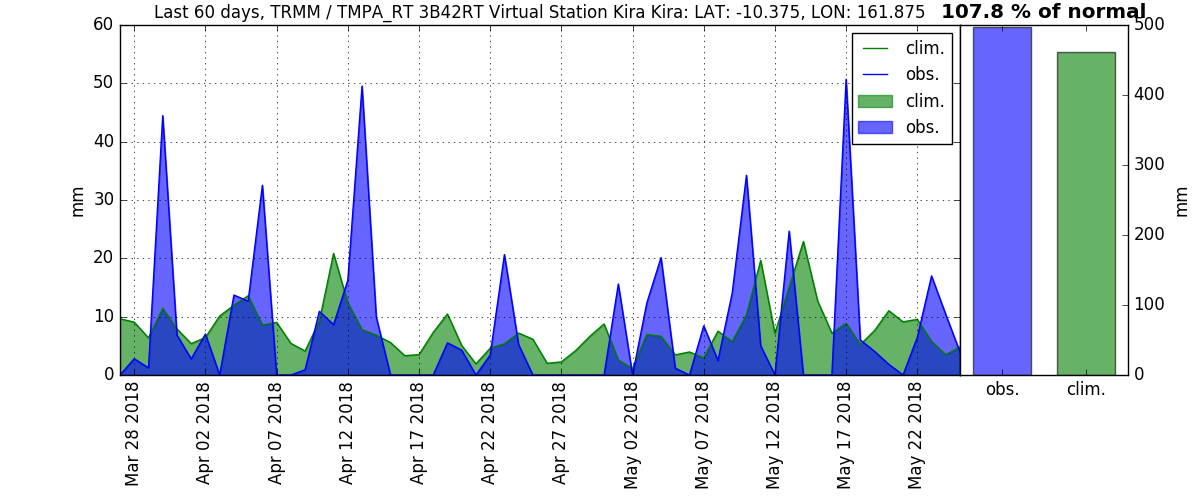 Last 60 days, TRMM / TMPA_RT 3B42RT Virtual Station Kira Kira: LAT: -10.375, LON: 161.875
107.8 % of normal
60
50
40
30
20
10
0
mm
clim.
obs.
clim.
obs.
500
400
300
200
100
0
mm
Mar 28 2018
Apr 02 2018
Apr 07 2018
Apr 12 2018
Apr 17 2018
Apr 22 2018
Apr 27 2018
May 02 2018
May 07 2018
May 12 2018
May 17 2018
May 22 2018
obs.
clim.